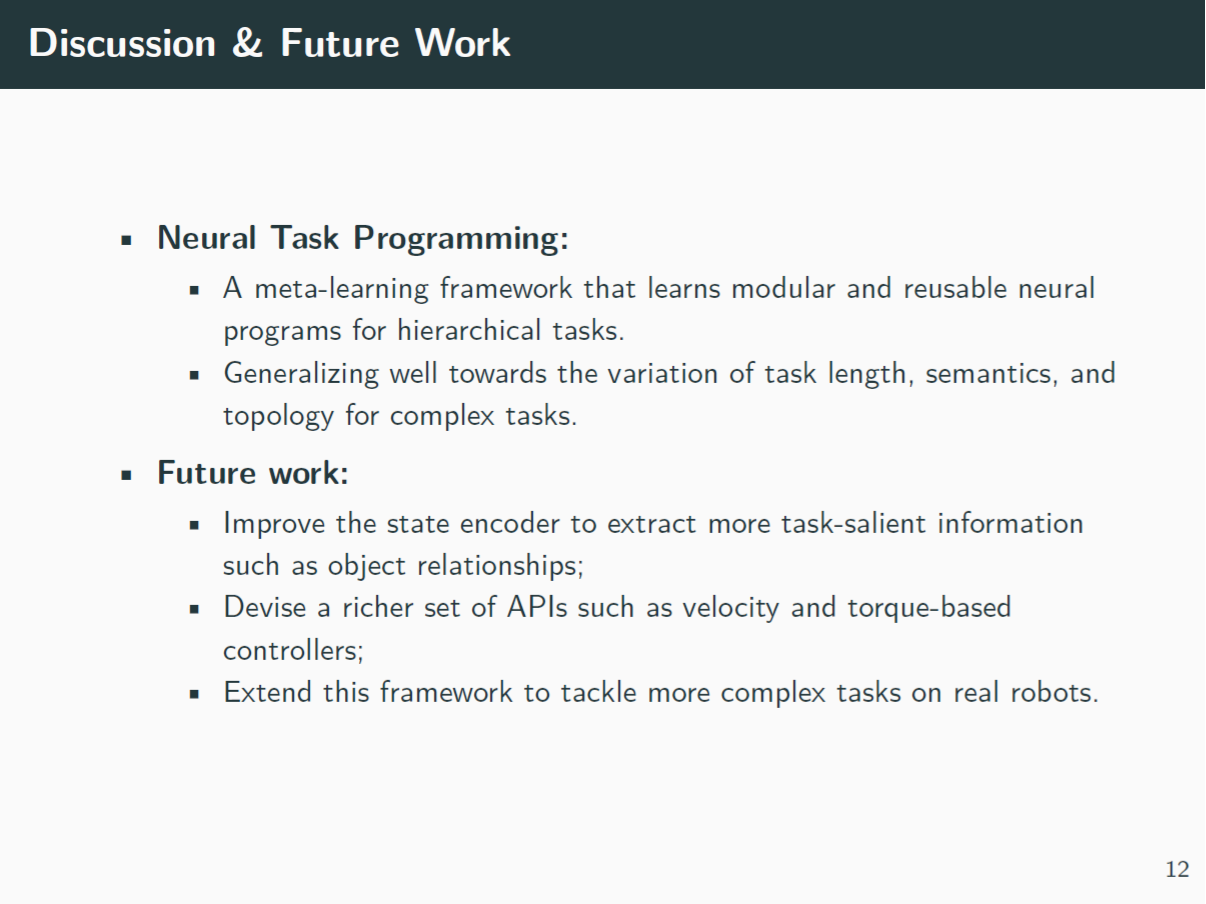 Discussion & Future Work
▪ Neural Task Programming:
▪ A meta-learning framework that learns modular and reusable neural
programs for hierarchical tasks.
▪ Generalizing well towards the variation of task length, semantics, and
topology for complex tasks.
▪ Future work:
▪ Improve the state encoder to extract more task-salient information
such as object relationships;
▪ Devise a richer set of APIs such as velocity and torque-based
controllers;
▪ Extend this framework to tackle more complex tasks on real robots.
12